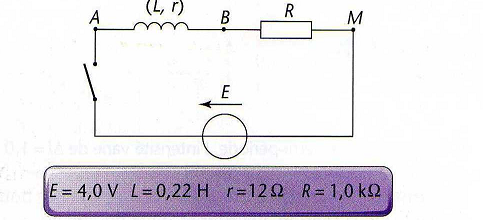 (L, r)
A B R M
E
E = 4,0 V L = 0,22 H r = 12 Ω R = 1,0 kΩ